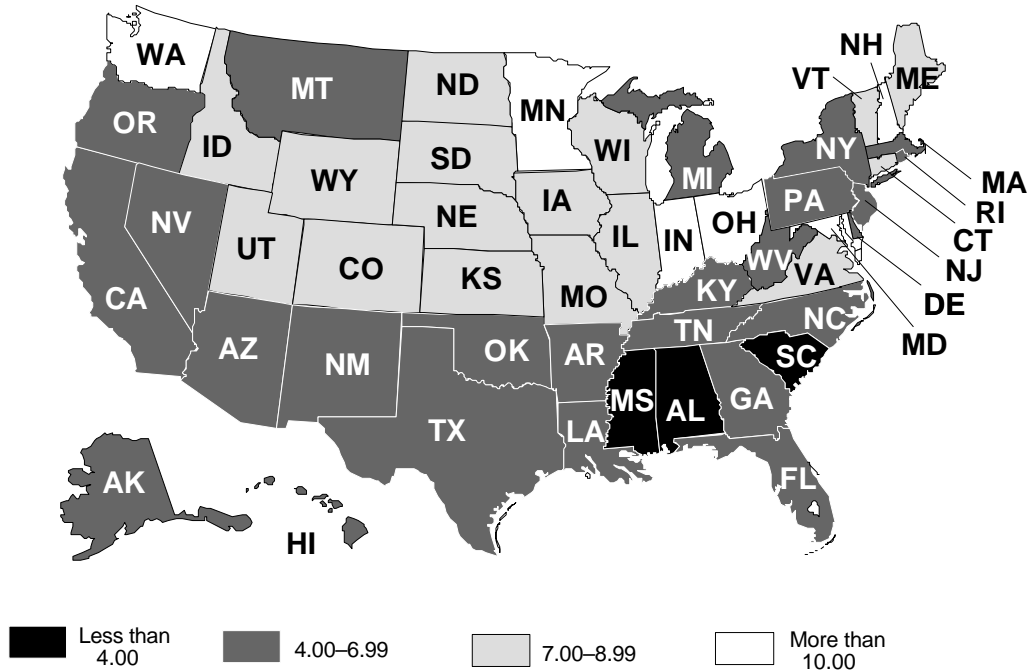 NH
WA
VT
ME
MT
ND
MN
OR
ID
SD
WI
NY
WY
MI
MA
NE
IA
PA
RI
NV
OH
IL
IN
CT
UT
CO
WV
NJ
KS
VA
CA
MO
KY
DE
NC
TN
MD
AZ
OK
AR
SC
NM
MS
AL
GA
TX
LA
FL
AK
HI
Less than
4.00
4.00–6.99
7.00–8.99
More than
10.00